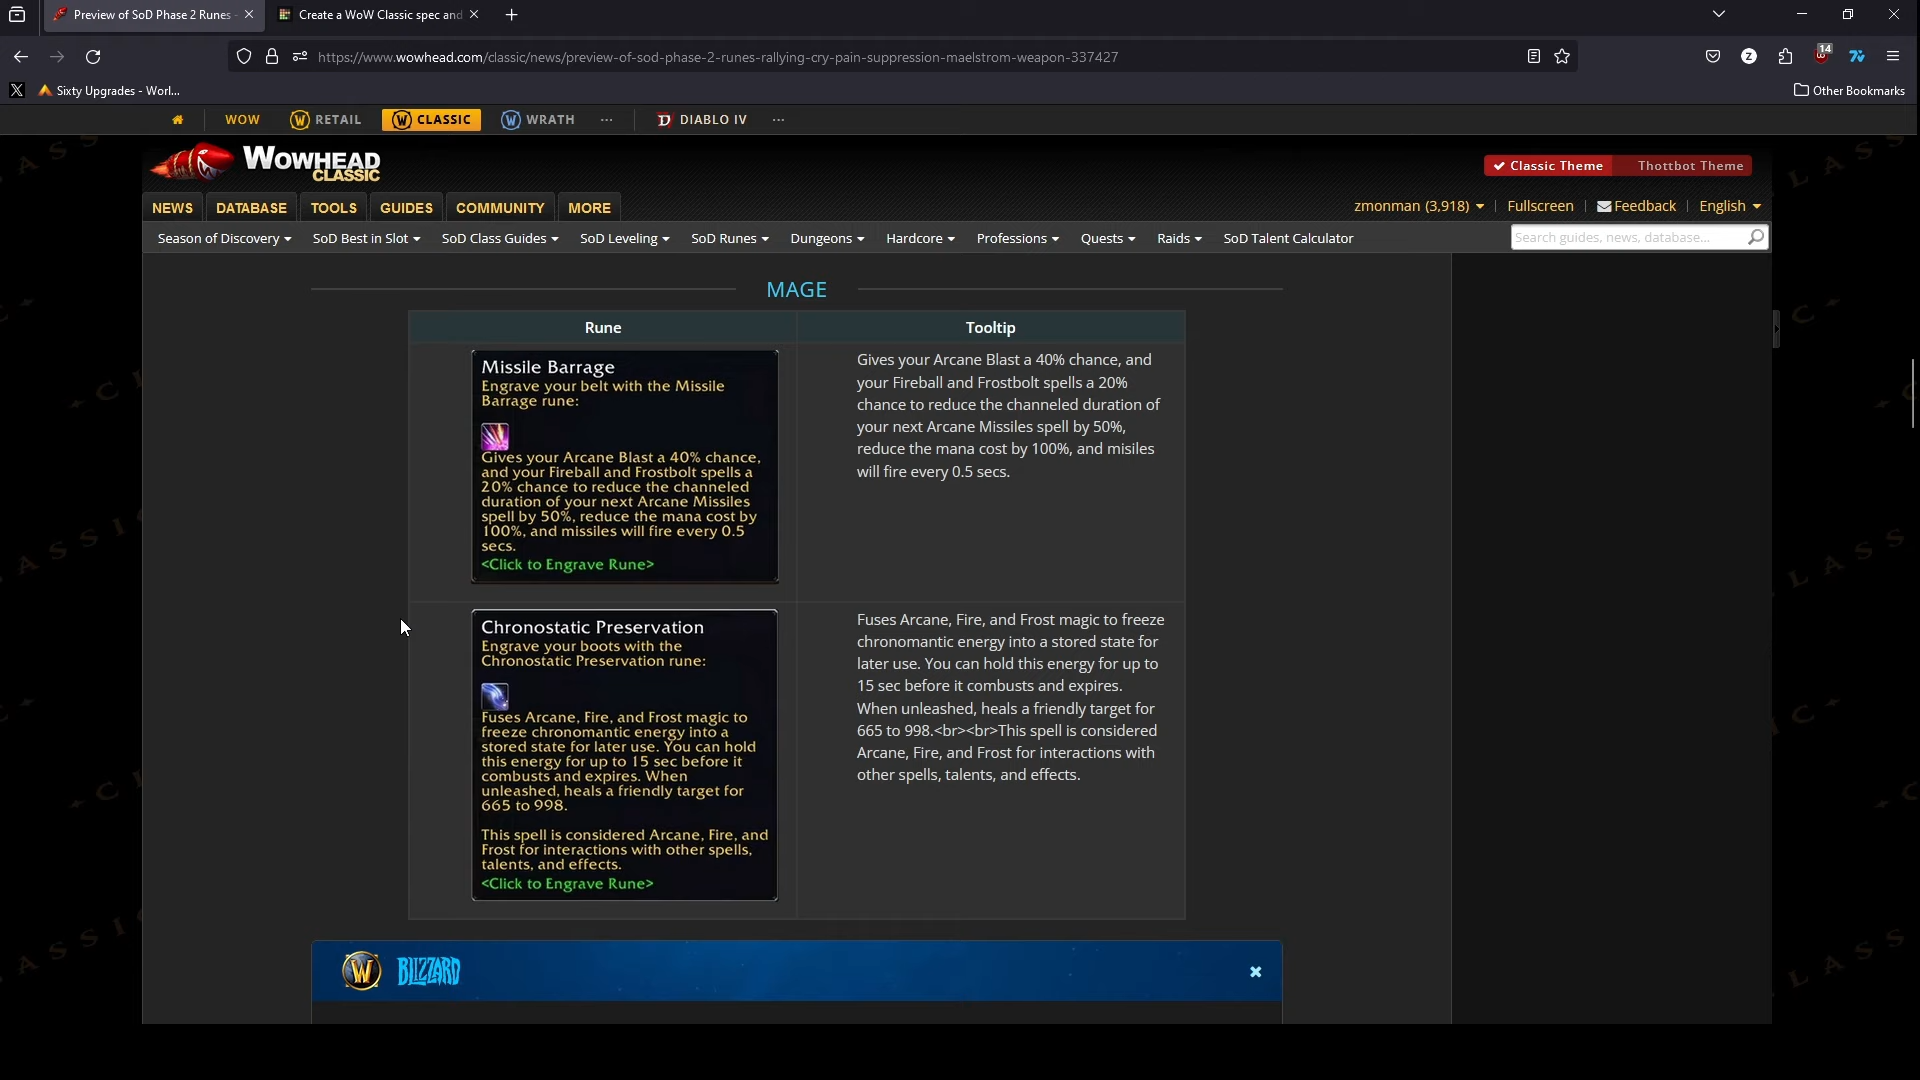 Preview of SoD Phase 2 Runes -
Create a WoW Classic spec and
https://www.wowhead.com/classic/news/preview-of-sod-phase-2-runes-rallying-cry-pain-suppression-maelstrom-weapon-337427
Z
14
Sixty Upgrades - Worl...
Other Bookmarks
WOW
RETAIL
CLASSIC
WRATH
···
DIABLO IV
···
WOWHEAD
CLASSIC
Classic Theme
Thottbot Theme
NEWS
DATABASE
TOOLS
GUIDES
COMMUNITY
MORE
zmonman (3,918)
Fullscreen
Feedback
English
Season of Discovery
SoD Best in Slot
SoD Class Guides
SoD Leveling
SoD Runes
Dungeons
Hardcore
Professions
Quests
Raids
SoD Talent Calculator
Search guides, news, database...
MAGE
Rune
Tooltip
Missile Barrage
Engrave your belt with the Missile
Barrage rune:
Gives your Arcane Blast a 40% chance,
and your Fireball and Frostbolt spells a
20% chance to reduce the channeled
duration of your next Arcane Missiles
spell by 50%, reduce the mana cost by
100%, and missiles will fire every 0.5
secs.
<Click to Engrave Rune>
Gives your Arcane Blast a 40% chance, and
your Fireball and Frostbolt spells a 20%
chance to reduce the channeled duration of
your next Arcane Missiles spell by 50%,
reduce the mana cost by 100%, and misiles
will fire every 0.5 secs.
Chronostatic Preservation
Engrave your boots with the
Chronostatic Preservation rune:
Fuses Arcane, Fire, and Frost magic to
freeze chronomantic energy into a
stored state for later use. You can hold
this energy for up to 15 sec before it
combusts and expires. When
unleashed, heals a friendly target for
665 to 998.
This spell is considered Arcane, Fire, and
Frost for interactions with other spells,
talents, and effects.
<Click to Engrave Rune>
Fuses Arcane, Fire, and Frost magic to freeze
chronomantic energy into a stored state for
later use. You can hold this energy for up to
15 sec before it combusts and expires.
When unleashed, heals a friendly target for
665 to 998.<br><br>This spell is considered
Arcane, Fire, and Frost for interactions with
other spells, talents, and effects.
BLIZZARD